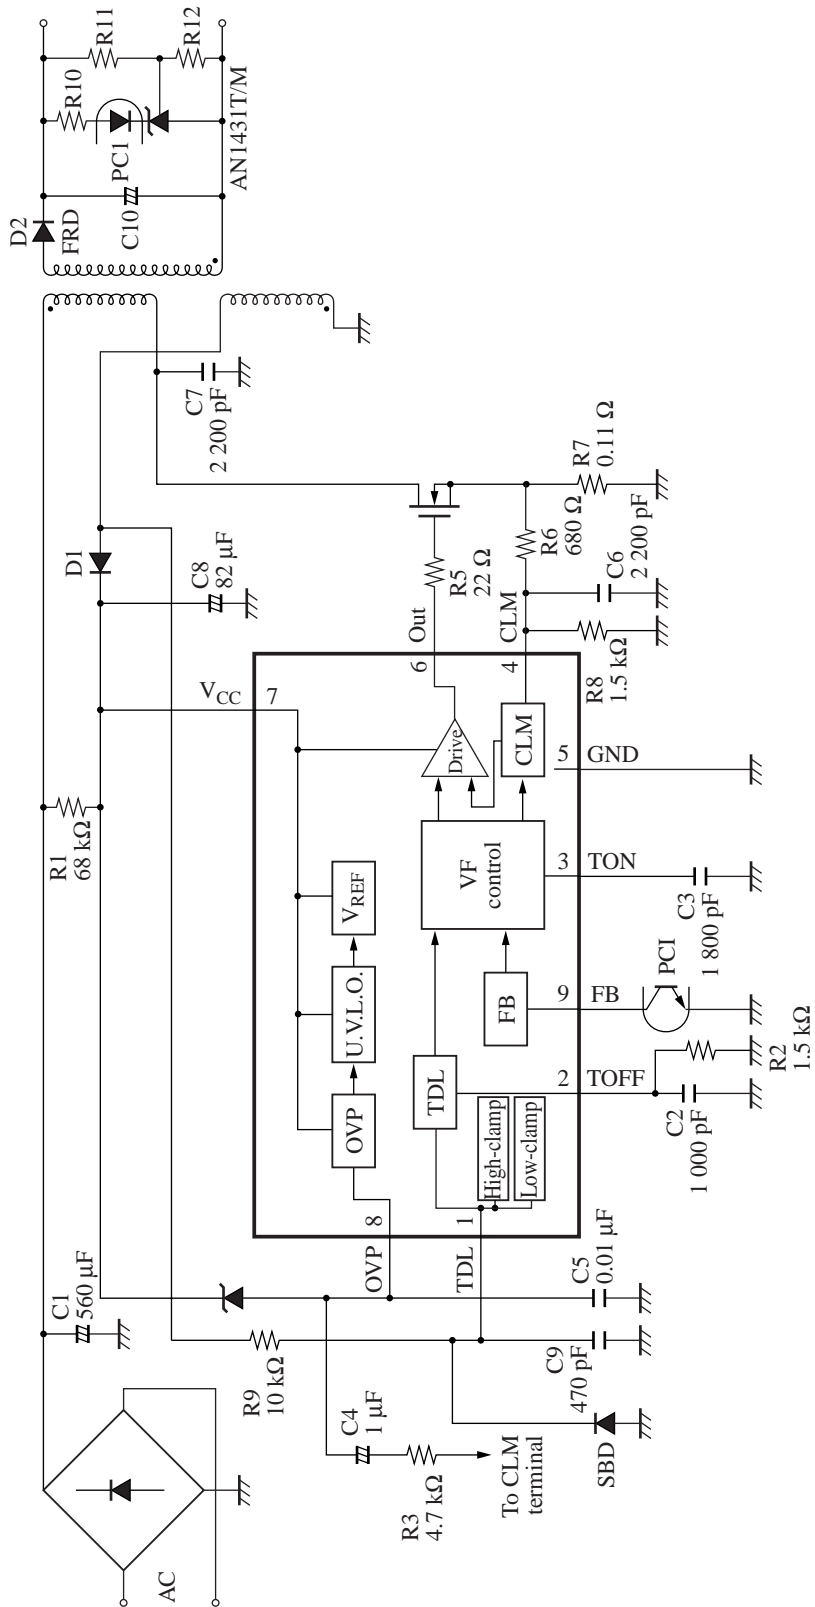 AC
C1
560 µF
R1
68 kΩ
D1
C8
82 µF
C7
2 200 pF
D2
FRD
C10
PC1
R10
R11
R12
AN1431T/M
R9
10 kΩ
C4
1 µF
R3
4.7 kΩ
To CLM
terminal
SBD
C9
470 pF
C5
0.01 µF
OVP
8
TDL
1
VCC
7
OVP
U.V.L.O.
VREF
TDL
High-clamp
Low-clamp
FB
VF
control
Drive
CLM
Out
6
CLM
4
R5
22 Ω
R6
680 Ω
R7
0.11 Ω
C6
2 200 pF
R8
1.5 kΩ
5
GND
3
TON
C3
1 800 pF
9
FB
PCI
2
TOFF
C2
1 000 pF
R2
1.5 kΩ